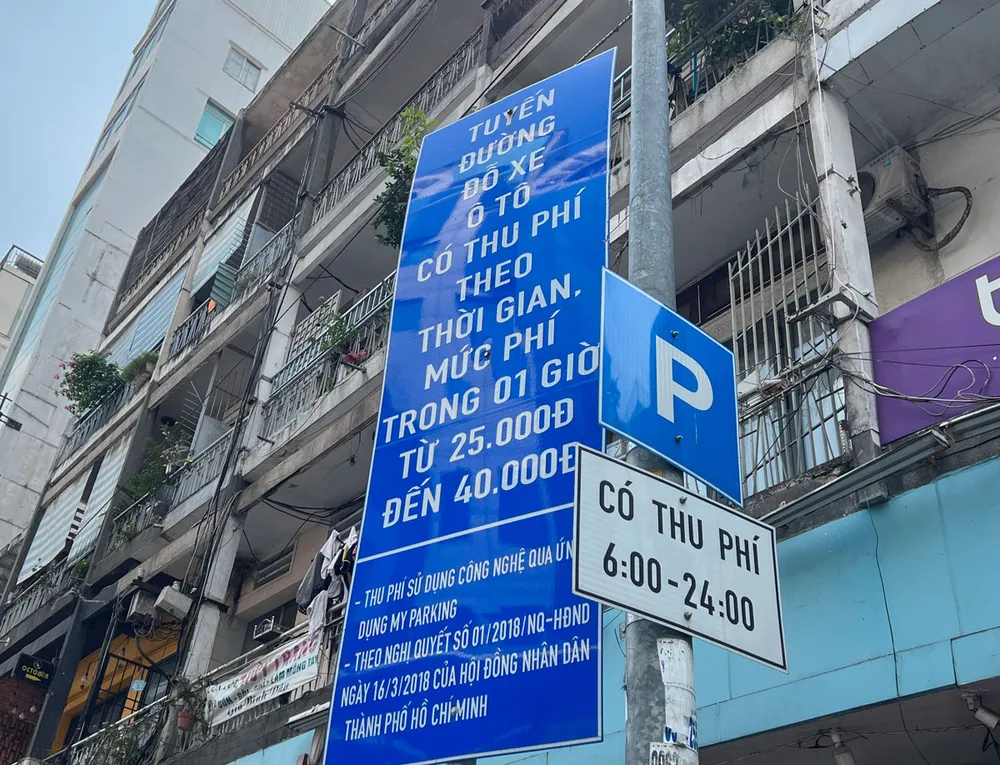 TUYẾN
ĐƯỜNG
ĐỖ XE
Ô TÔ
CÓ THU PHÍ
THEO
THỜI GIAN.
MỨC PHÍ
TRONG 01 GIỜ
TỪ 25.000Đ
ĐẾN 40.000Đ
- THU PHÍ SỬ DỤNG CÔNG NGHỆ QUA ỨN
DỤNG MY PARKING
- THEO NGHỊ QUYẾT SỐ 01/2018/NQ-HĐND
NGÀY 16/3/2018 CỦA HỘI ĐỒNG NHÂN DÂN
THÀNH PHỐ HỒ CHÍ MINH
P
CÓ THU PHÍ
6:00-24:00
t
OCTOBER